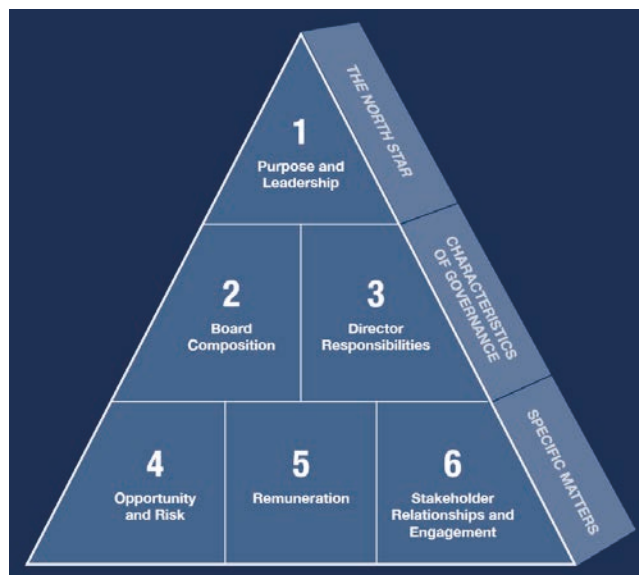 1
Purpose and
Leadership
THE NORTH STAR
2
Board
Composition
3
Director
Responsibilities
CHARACTERISTICS
OF GOVERNANCE
4
Opportunity
and Risk
5
Remuneration
6
Stakeholder
Relationships and
Engagement
SPECIFIC MATTERS